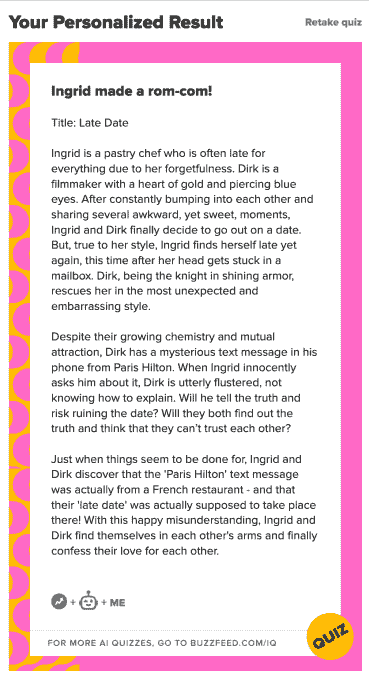 Your Personalized Result
Retake quiz
Ingrid made a rom-com!
Title: Late Date
Ingrid is a pastry chef who is often late for
everything due to her forgetfulness. Dirk is a
filmmaker with a heart of gold and piercing blue
eyes. After constantly bumping into each other and
sharing several awkward, yet sweet, moments,
Ingrid and Dirk finally decide to go out on a date.
But, true to her style, Ingrid finds herself late yet
again, this time after her head gets stuck in a
mailbox. Dirk, being the knight in shining armor,
rescues her in the most unexpected and
embarrassing style.
Despite their growing chemistry and mutual
attraction, Dirk has a mysterious text message in his
phone from Paris Hilton. When Ingrid innocently
asks him about it, Dirk is utterly flustered, not
knowing how to explain. Will he tell the truth and
risk ruining the date? Will they both find out the
truth and think that they can't trust each other?
Just when things seem to be done for, Ingrid and
Dirk discover that the 'Paris Hilton' text message
was actually from a French restaurant - and that
their 'late date' was actually supposed to take place
there! With this happy misunderstanding, Ingrid and
Dirk find themselves in each other's arms and finally
confess their love for each other.
+ + ME
FOR MORE AI QUIZZES, GO TO BUZZFEED.COM/IQ
QUIZ